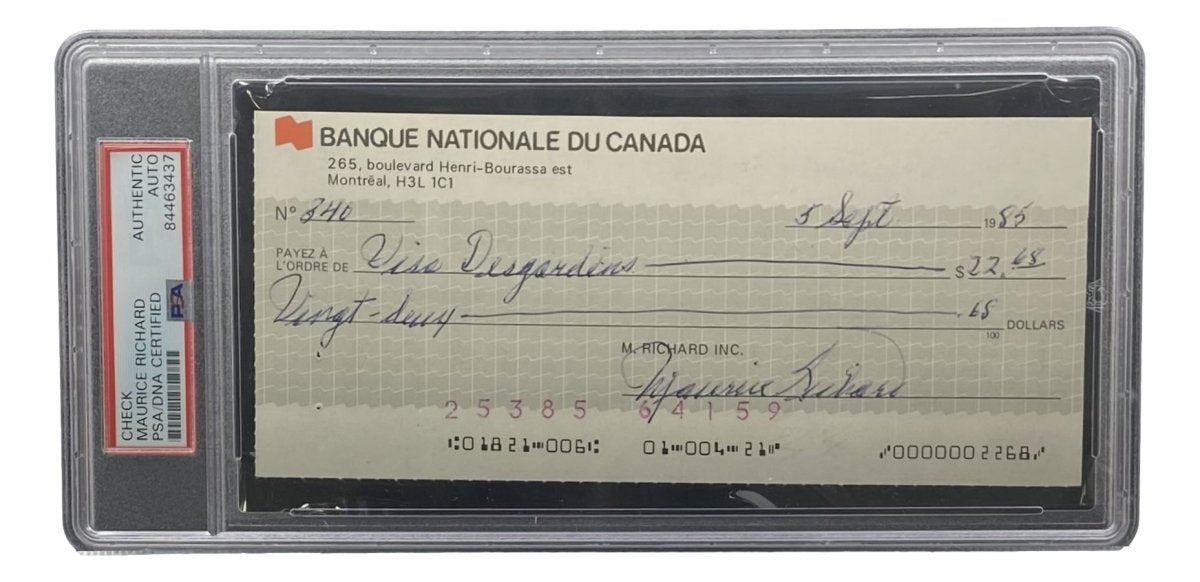 CHECK
MAURICE RICHARD
PSA/DNA CERTIFIED
AUTHENTIC
AUTO
84463437
PSA
BANQUE NATIONALE DU CANADA
265, boulevard Henri-Bourassa est
Montréal, H3L 1C1
N° 340 5 Sept 1985
PAYEZ À
L'ORDRE DE Visa Desgardins $ 22.68
Vingt-deux .68
100 DOLLARS
M. RICHARD INC.
Maurice Richard
25385 64159
⑆01821⑉006⑆ 01⑉004⑉21⑈ ⑇0000002268⑇